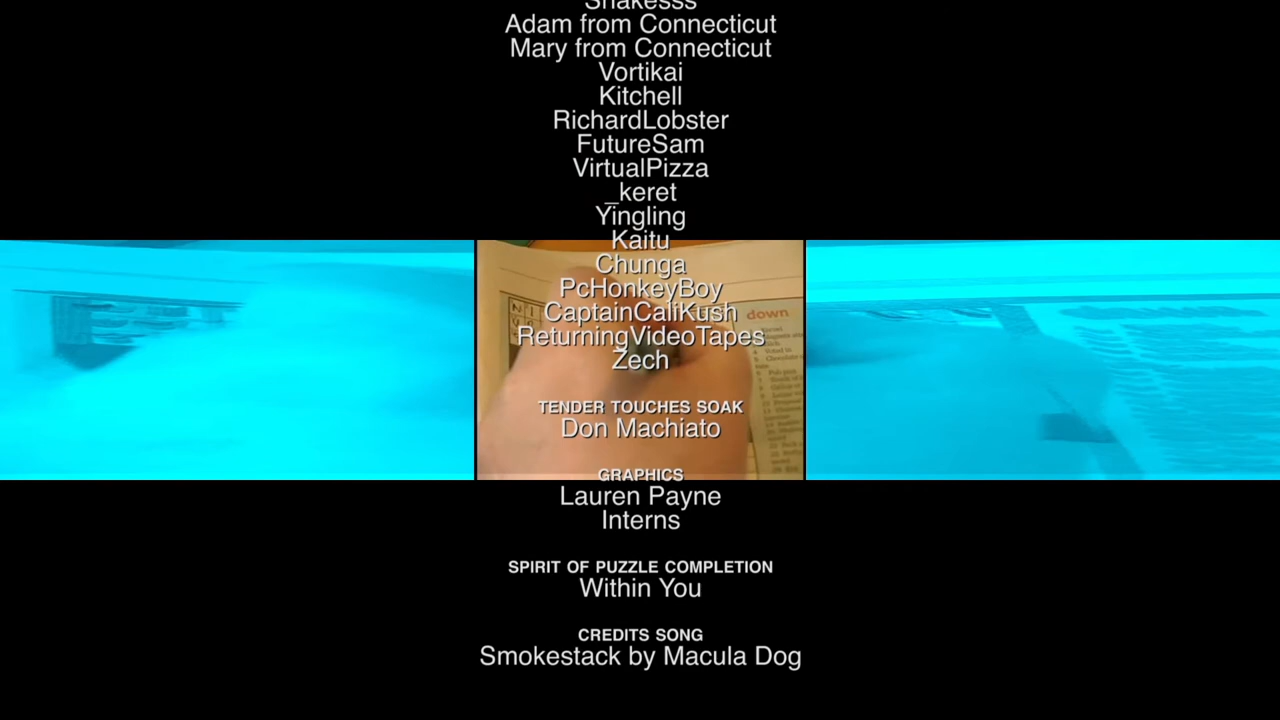 Shakesss
Adam from Connecticut
Mary from Connecticut
Vortikai
Kitchell
RichardLobster
FutureSam
VirtualPizza
_keret
Yingling
Kaitu
Chunga
PcHonkeyBoy
CaptainCaliKush
ReturningVideoTapes
Zech
down
TENDER TOUCHES SOAK
Don Machiato
GRAPHICS
Lauren Payne
Interns
SPIRIT OF PUZZLE COMPLETION
Within You
CREDITS SONG
Smokestack by Macula Dog